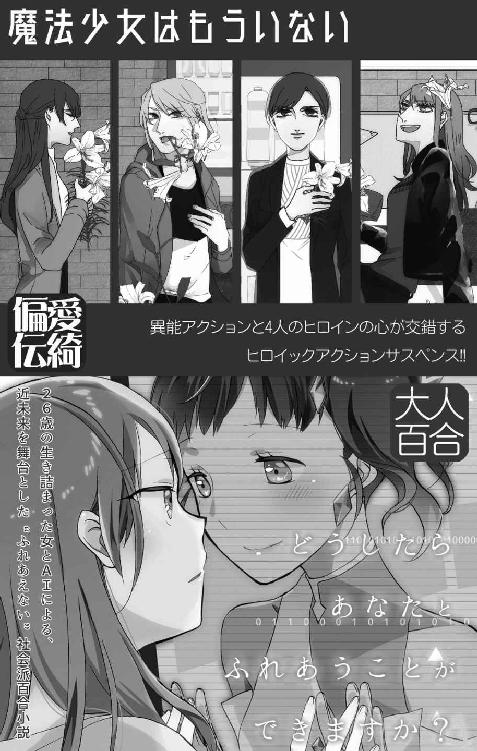 魔法少女はもういない
偏愛
伝綺
異能アクションと4人のヒロインの心が交錯する
ヒロイックアクションサスペンス!!
大人
百合
26歳の生き詰まった女とAIによる、
近未来を舞台とした“ふれあえない”社会派百合小説
どうしたら
あなたと
011000101010
ふれあうことが
できますか?